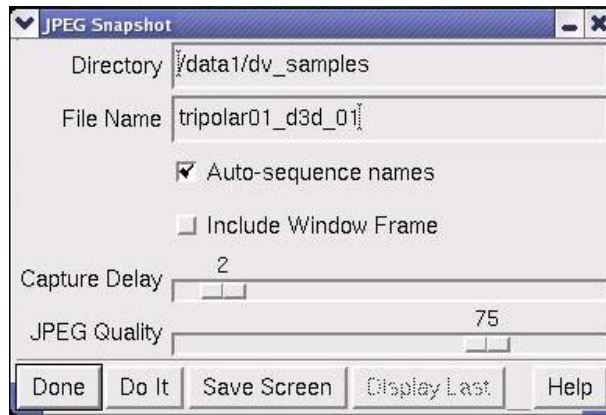 JPEG Snapshot
Directory /data1/dv_samples
File Name tripolar01_d3d_01
Auto-sequence names
Include Window Frame
2
Capture Delay
75
JPEG Quality
Done Do It Save Screen Display Last Help